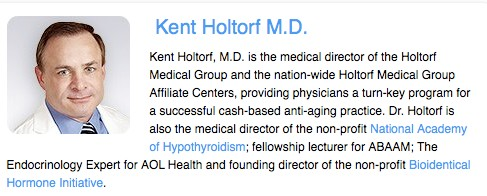 Kent Holtorf M.D.
Kent Holtorf, M.D. is the medical director of the Holtorf
Medical Group and the nation-wide Holtorf Medical Group
Affiliate Centers, providing physicians a turn-key program for
a successful cash-based anti-aging practice. Dr. Holtorf is
also the medical director of the non-profit National Academy
of Hypothyroidism; fellowship lecturer for ABAAM; The
Endocrinology Expert for AOL Health and founding director of the non-profit Bioidentical
Hormone Initiative.